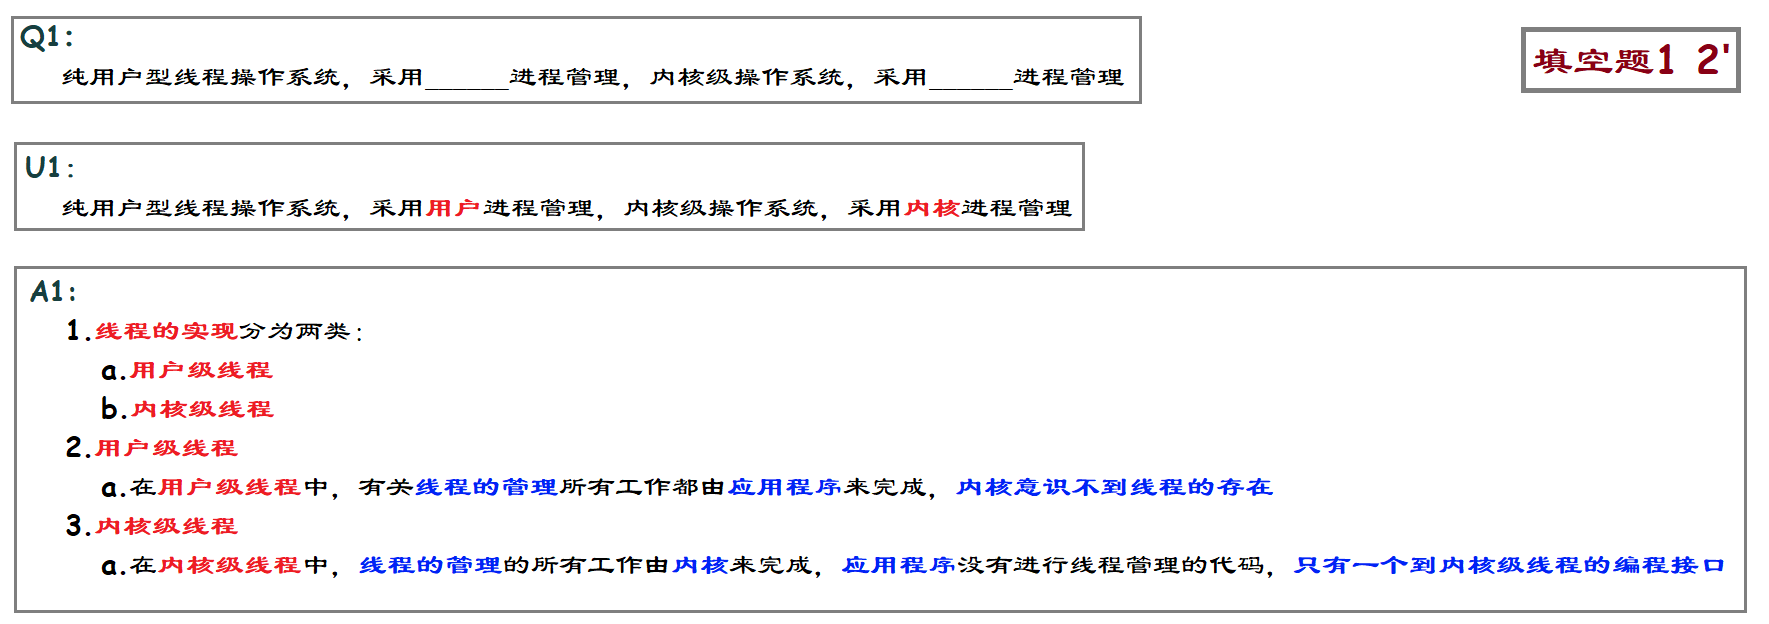 Q1:
纯用户型线程操作系统，采用______进程管理，内核级操作系统，采用______进程管理
填空题1 2'
U1:
纯用户型线程操作系统，采用用户进程管理，内核级操作系统，采用内核进程管理
A1:
1.线程的实现分为两类：
a.用户级线程
b.内核级线程
2.用户级线程
a.在用户级线程中，有关线程的管理所有工作都由应用程序来完成，内核意识不到线程的存在
3.内核级线程
a.在内核级线程中，线程的管理的所有工作由内核来完成，应用程序没有进行线程管理的代码，只有一个到内核级线程的编程接口